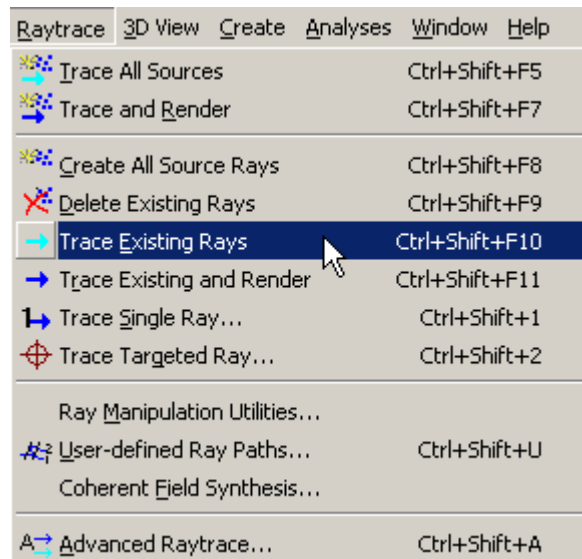 Raytrace 3D View Create Analyses Window Help
Trace All Sources Ctrl+Shift+F5
Trace and Render Ctrl+Shift+F7
Create All Source Rays Ctrl+Shift+F8
Delete Existing Rays Ctrl+Shift+F9
Trace Existing Rays Ctrl+Shift+F10
Trace Existing and Render Ctrl+Shift+F11
Trace Single Ray... Ctrl+Shift+1
Trace Targeted Ray... Ctrl+Shift+2
Ray Manipulation Utilities...
User-defined Ray Paths... Ctrl+Shift+U
Coherent Field Synthesis...
Advanced Raytrace... Ctrl+Shift+A